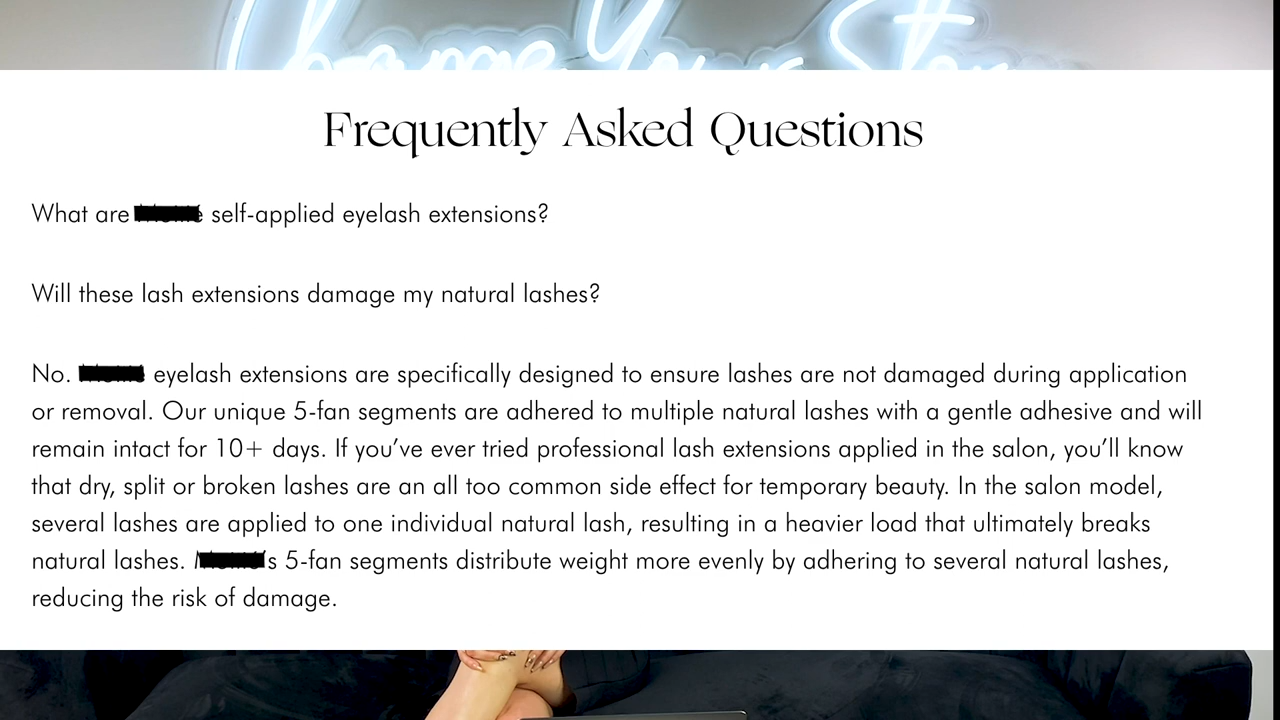 Change Your Story
Frequently Asked Questions
What are self-applied eyelash extensions?
Will these lash extensions damage my natural lashes?
No. eyelash extensions are specifically designed to ensure lashes are not damaged during application
or removal. Our unique 5-fan segments are adhered to multiple natural lashes with a gentle adhesive and will
remain intact for 10+ days. If you’ve ever tried professional lash extensions applied in the salon, you’ll know
that dry, split or broken lashes are an all too common side effect for temporary beauty. In the salon model,
several lashes are applied to one individual natural lash, resulting in a heavier load that ultimately breaks
natural lashes. 5-fan segments distribute weight more evenly by adhering to several natural lashes,
reducing the risk of damage.